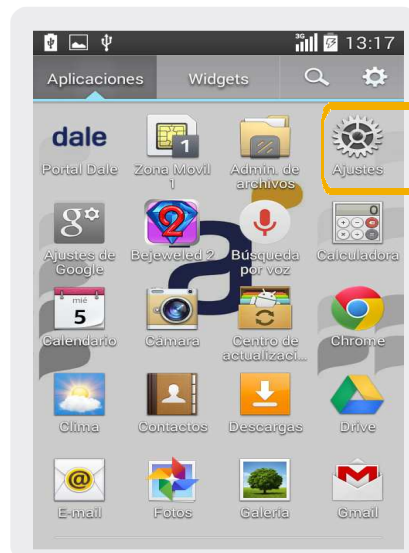 3G 13:17
Aplicaciones Widgets
dale 1
Portal Dale Zona Movil 1 Admin. de archivos Ajustes
g 2 0
Ajustes de Google Bejeweled 2 Búsqueda por voz Calculadora
mié
5
Calendario Cámara Centro de actualizaci... Chrome
Clima Contactos Descargas Drive
@ M
E-mail Fotos Galería Gmail